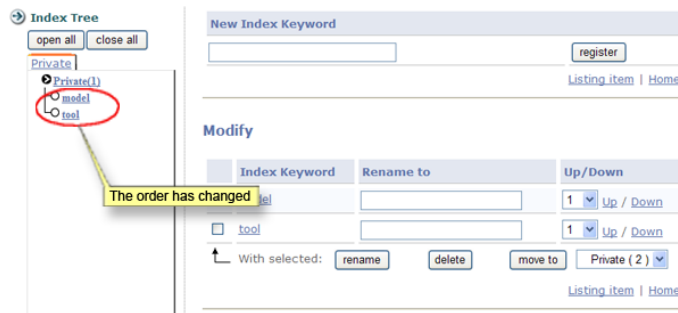 Index Tree
open all close all
Private
Private(1)
model
tool
The order has changed
New Index Keyword
register
Listing item | Home
Modify
Index Keyword Rename to Up/Down
1 Up / Down
tool 1 Up / Down
With selected: rename delete move to Private ( 2 )
Listing item | Home